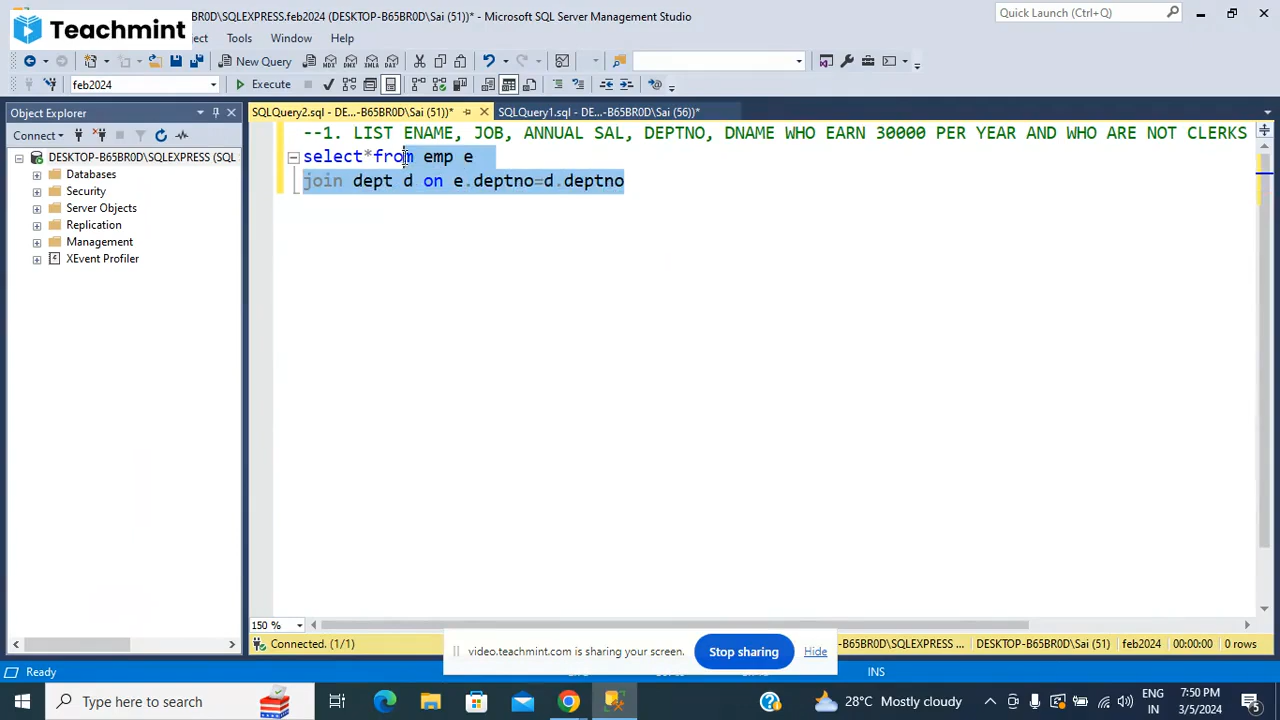 B65BR0D\SQLEXPRESS.feb2024 (DESKTOP-B65BR0D\Sai (51))* - Microsoft SQL Server Management Studio
Quick Launch (Ctrl+Q)
Teachmint
Tools Window Help
New Query
feb2024
Execute
Object Explorer
SQLQuery2.sql - DE...-B65BR0D\Sai (51))*
SQLQuery1.sql - DE...-B65BR0D\Sai (56))*
Connect
DESKTOP-B65BR0D\SQLEXPRESS (SQL
Databases
Security
Server Objects
Replication
Management
XEvent Profiler
--1. LIST ENAME, JOB, ANNUAL SAL, DEPTNO, DNAME WHO EARN 30000 PER YEAR AND WHO ARE NOT CLERKS
select*from emp e
join dept d on e.deptno=d.deptno
150 %
Connected. (1/1)
B65BR0D\SQLEXPRESS ... DESKTOP-B65BR0D\Sai (51) feb2024 00:00:00 0 rows
video.teachmint.com is sharing your screen. Stop sharing Hide
Ready
INS
Type here to search
28°C Mostly cloudy
ENG
IN
7:50 PM
3/5/2024
5